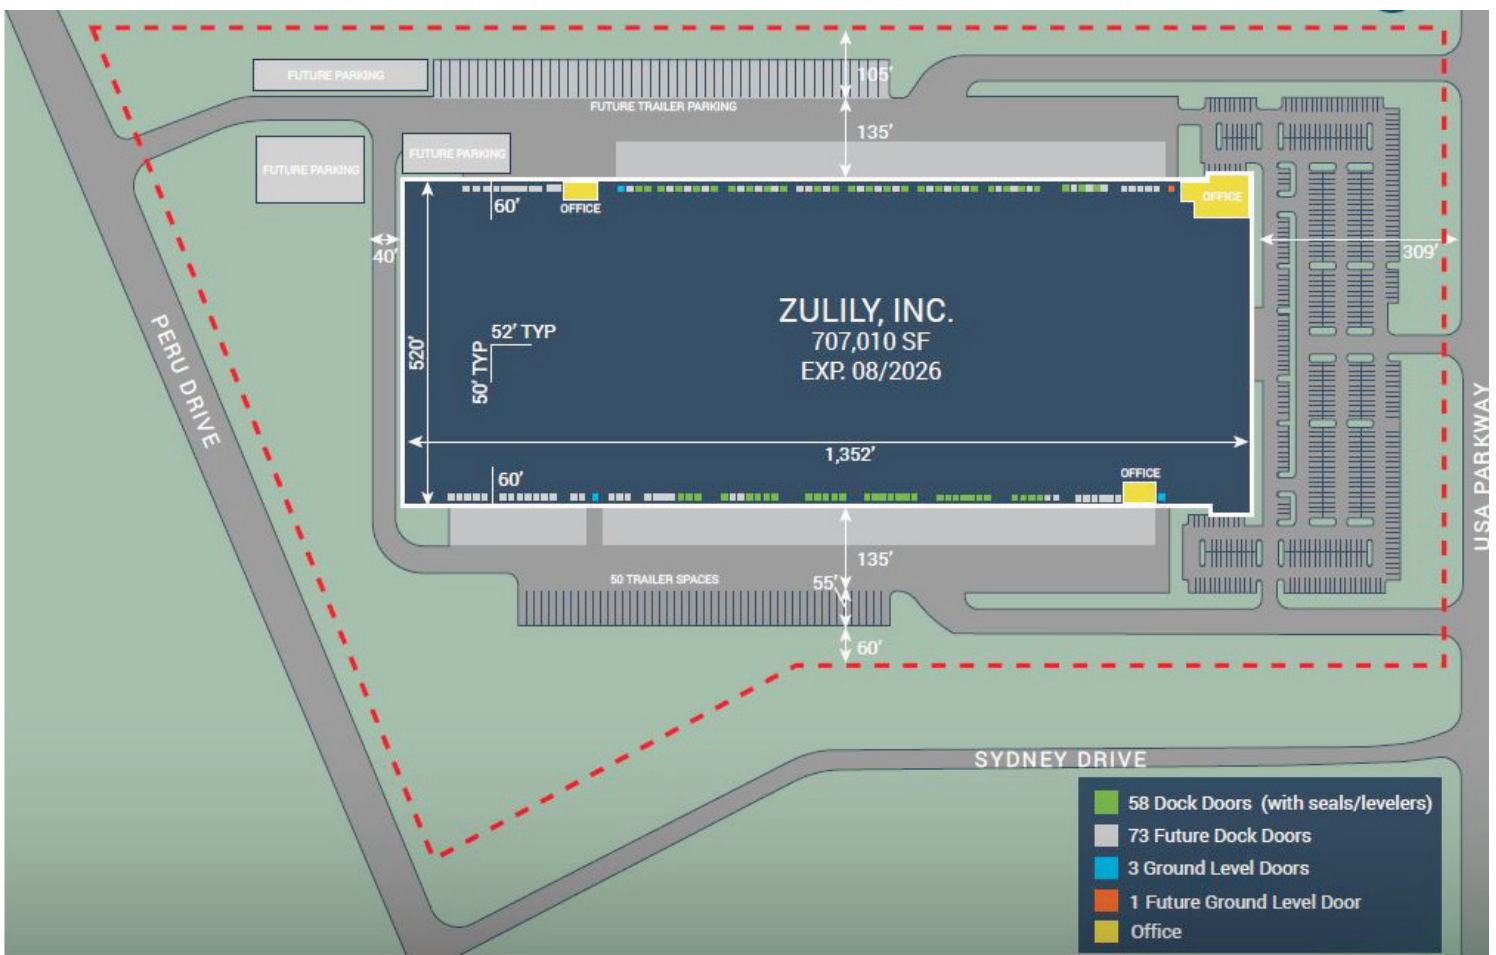 105'
FUTURE PARKING
FUTURE TRAILER PARKING
135'
FUTURE PARKING
FUTURE PARKING
60'
OFFICE
OFFICE
40'
309'
PERU DRIVE
520'
52' TYP
50' TYP
ZULILY, INC.
707,010 SF
EXP. 08/2026
1,352'
USA PARKWAY
60'
OFFICE
135'
50 TRAILER SPACES
55'
60'
SYDNEY DRIVE
58 Dock Doors (with seals/levelers)
73 Future Dock Doors
3 Ground Level Doors
1 Future Ground Level Door
Office